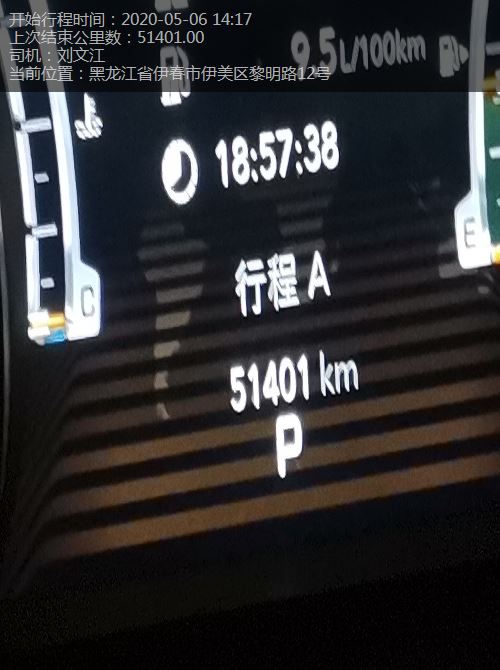 开始行程时间：2020-05-06 14:17
上次结束公里数：51401.00
司机：刘文江
当前位置：黑龙江省伊春市伊美区黎明路12号
9.5L/100km
18:57:38
E
行程 A
C
51401 km
P